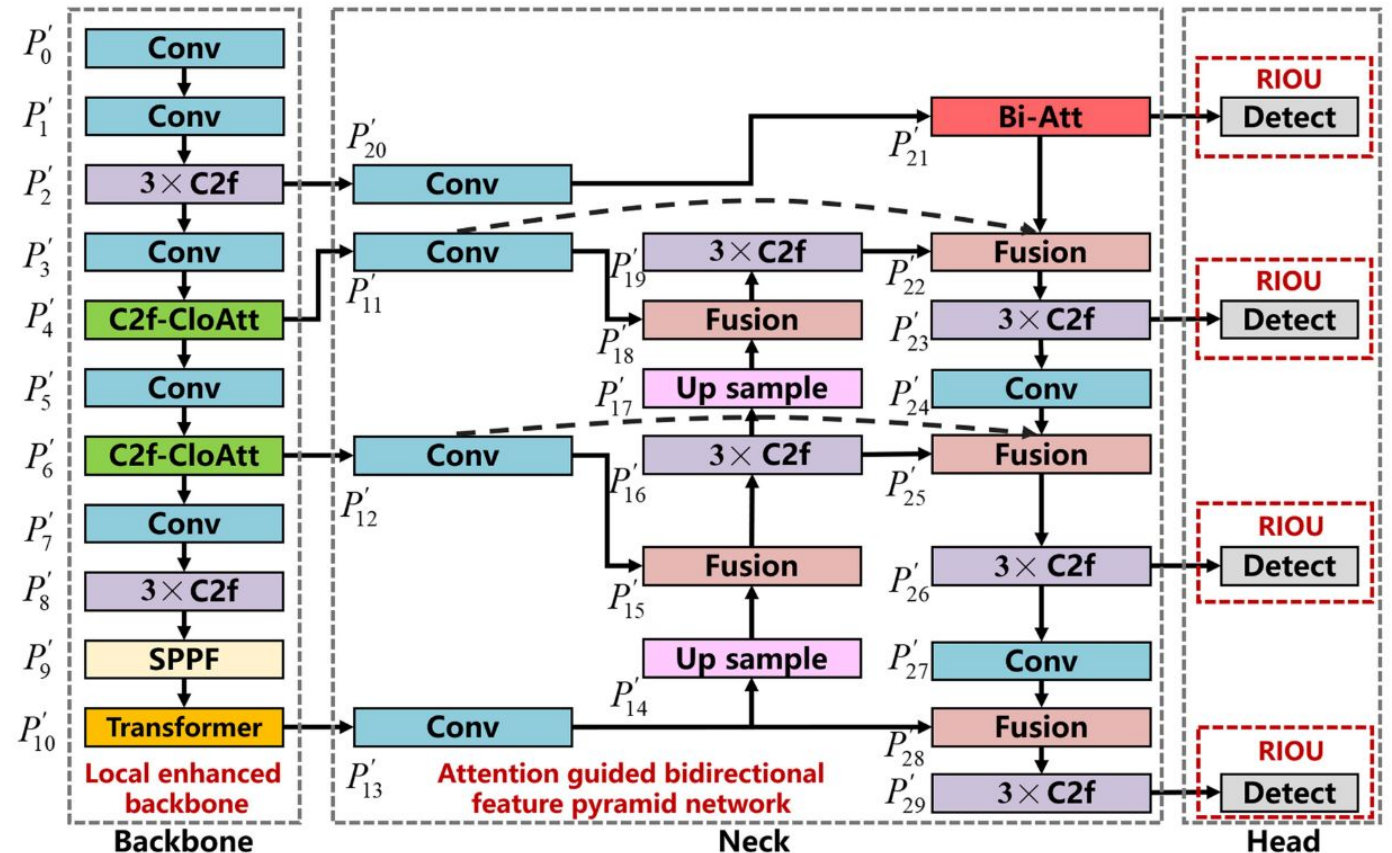 P'0 Conv
P'1 Conv
P'2 3×C2f
P'3 Conv
P'4 C2f-CloAtt
P'5 Conv
P'6 C2f-CloAtt
P'7 Conv
P'8 3×C2f
P'9 SPPF
P'10 Transformer
Local enhanced
backbone
Backbone
P'20
Conv
Conv
P'11
Conv
P'12
Conv
P'13
P'19 3×C2f
Fusion
P'18
P'17 Up sample
3×C2f
P'16
Fusion
P'15
Up sample
P'14
Attention guided bidirectional
feature pyramid network
Bi-Att
P'21
Fusion
P'22
P'23 3×C2f
P'24 Conv
Fusion
P'25
P'26 3×C2f
P'27 Conv
Fusion
P'28
P'29 3×C2f
Neck
RIOU
Detect
RIOU
Detect
RIOU
Detect
RIOU
Detect
Head